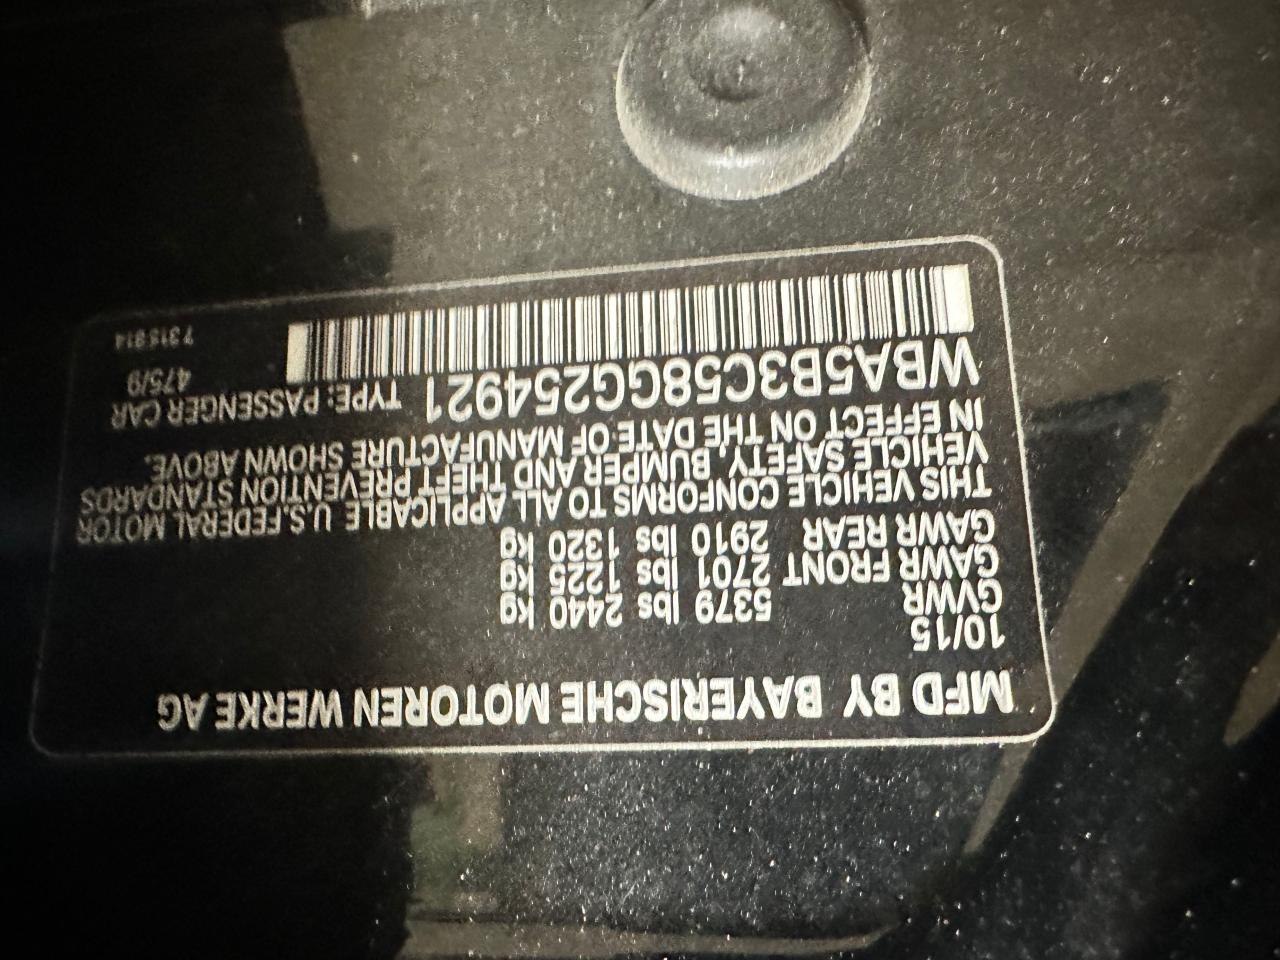 MFD BY BAYERISCHE MOTOREN WERKE AG
10/15
GVWR 5379 lbs 2440 kg
GAWR FRONT 2701 lbs 1225 kg
GAWR REAR 2910 lbs 1320 kg
THIS VEHICLE CONFORMS TO ALL APPLICABLE U.S.FEDERAL MOTOR
VEHICLE SAFETY, BUMPER AND THEFT PREVENTION STANDARDS
IN EFFECT ON THE DATE OF MANUFACTURE SHOWN ABOVE.
WBA5B3C58GG254921 TYPE: PASSENGER CAR
475/9